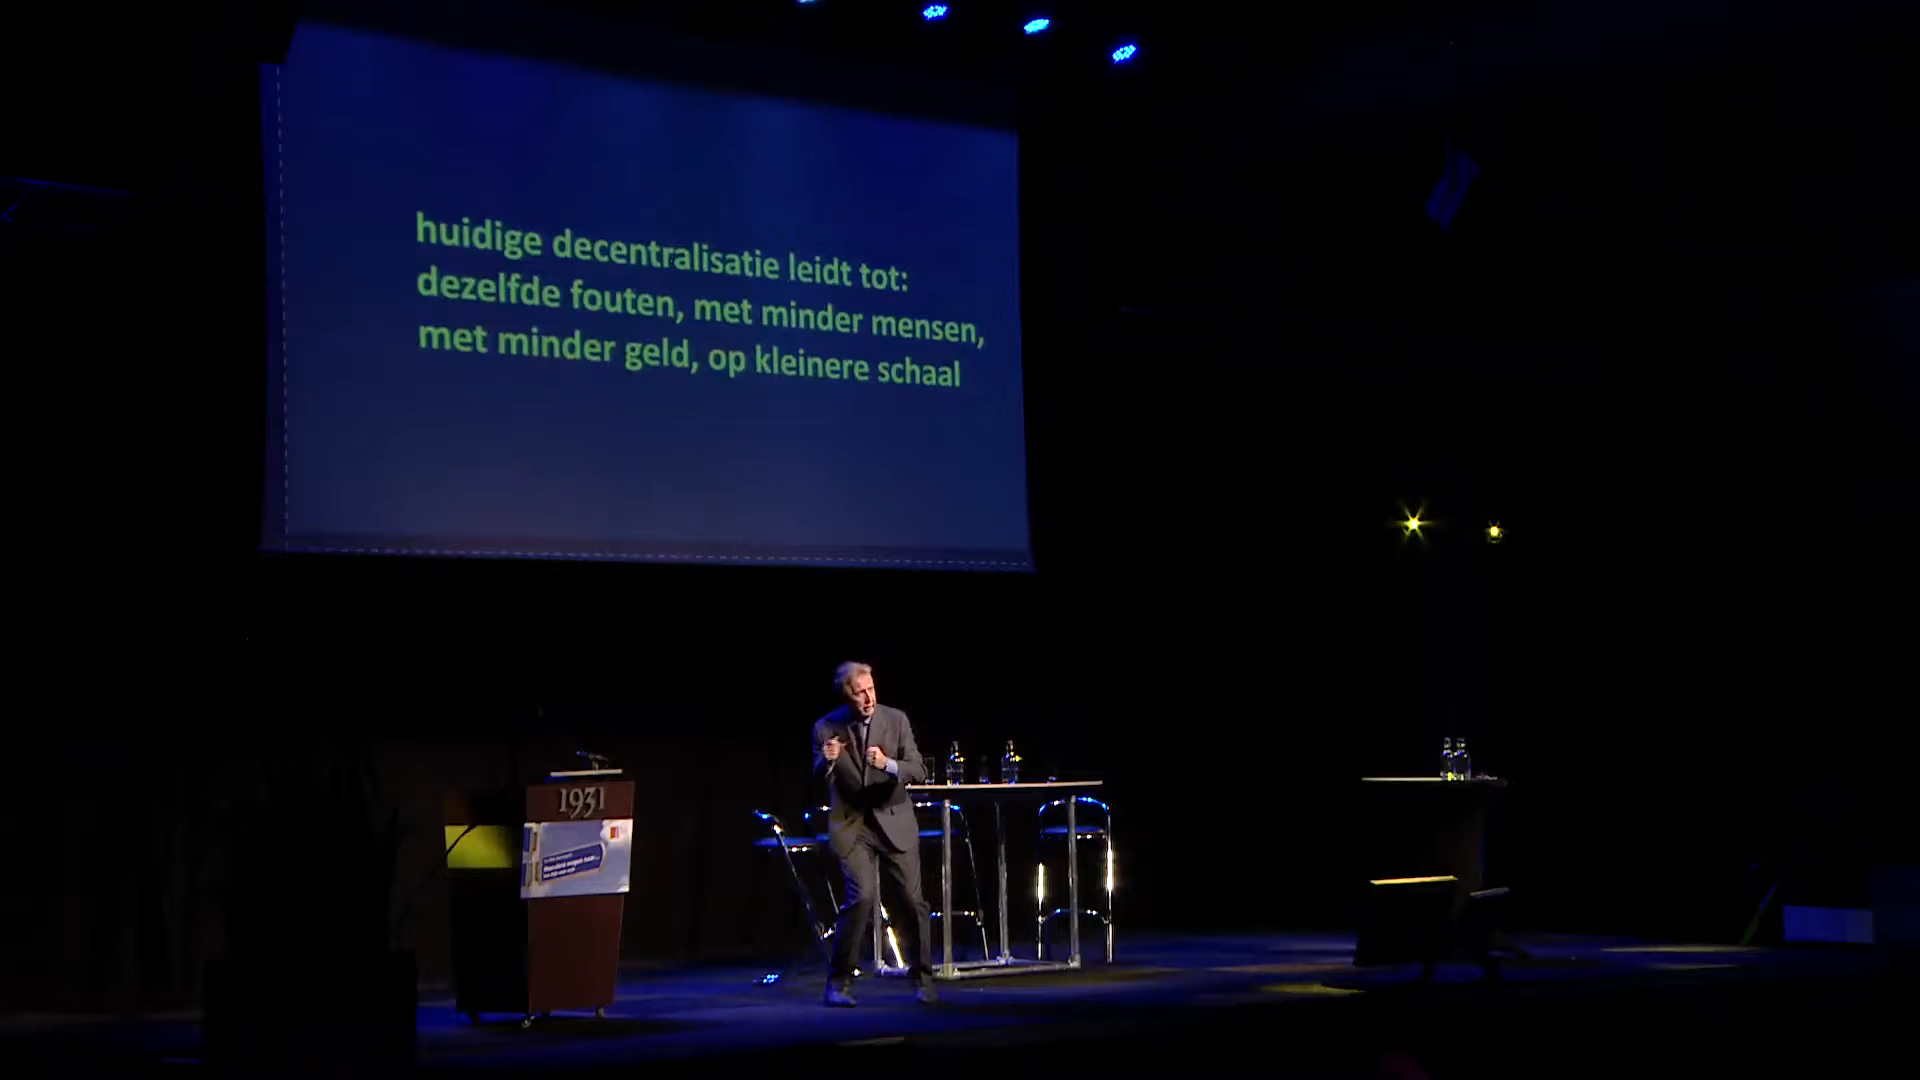 huidige decentralisatie leidt tot:
dezelfde fouten, met minder mensen,
met minder geld, op kleinere schaal
1931